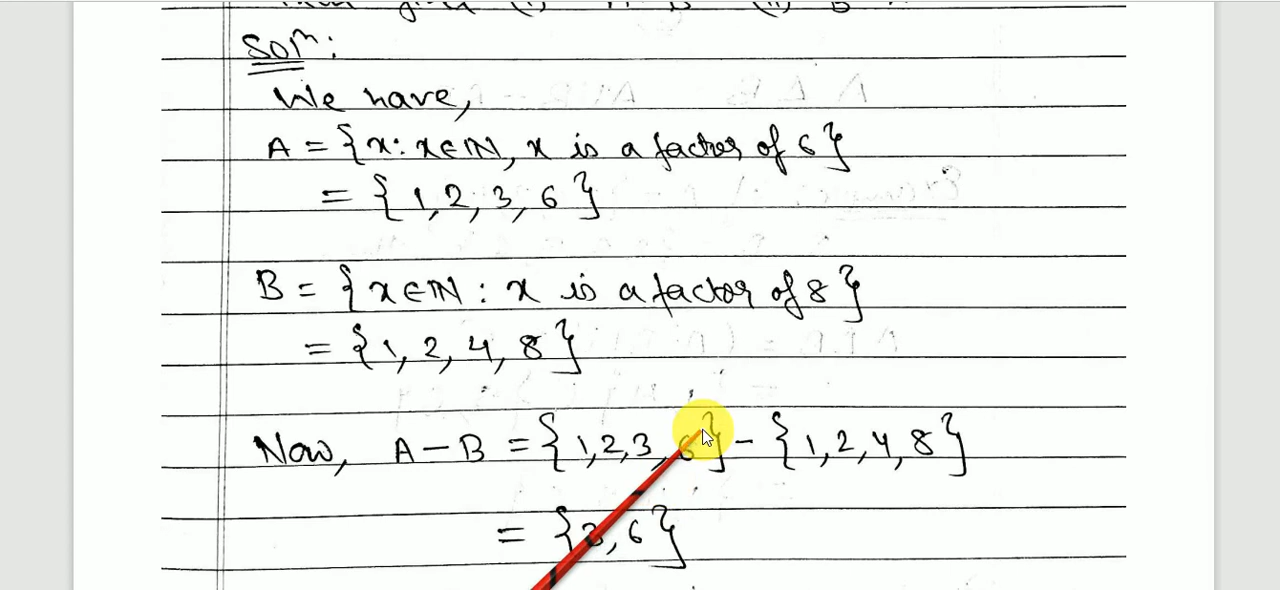 Solⁿ:
We have,
A = {x: x∈ℕ, x is a factor of 6}
= {1, 2, 3, 6}
B = {x∈ℕ : x is a factor of 8}
= {1, 2, 4, 8}
Now, A – B = {1, 2, 3, 6} – {1, 2, 4, 8}
= {3, 6}